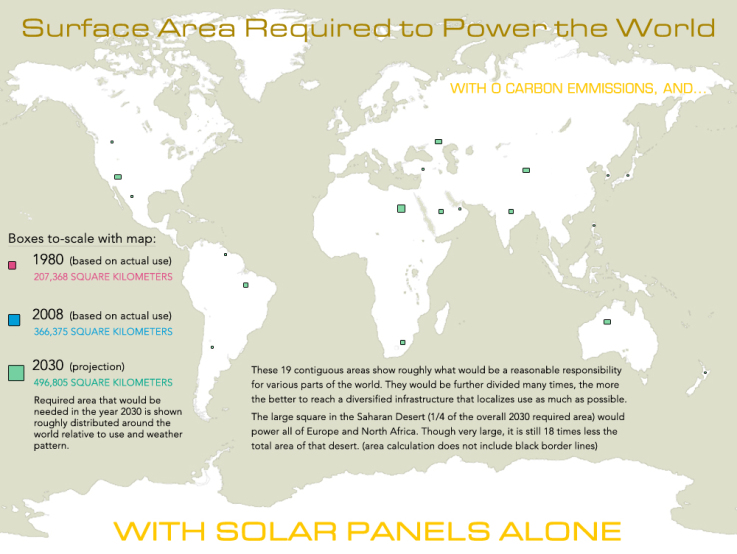 Surface Area Required to Power the World
WITH 0 CARBON EMMISSIONS, AND...
Boxes to-scale with map:
1980 (based on actual use)
207,368 SQUARE KILOMETERS
2008 (based on actual use)
366,375 SQUARE KILOMETERS
2030 (projection)
496,805 SQUARE KILOMETERS
Required area that would be
needed in the year 2030 is shown
roughly distributed around the
world relative to use and weather
pattern.
These 19 contiguous areas show roughly what would be a reasonable responsibility
for various parts of the world. They would be further divided many times, the more
the better to reach a diversified infrastructure that localizes use as much as possible.
The large square in the Saharan Desert (1/4 of the overall 2030 required area) would
power all of Europe and North Africa. Though very large, it is still 18 times less the
total area of that desert. (area calculation does not include black border lines)
WITH SOLAR PANELS ALONE